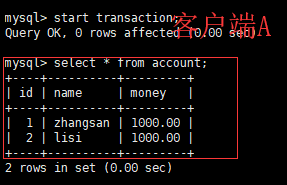 mysql> start transaction;
Query OK, 0 rows affected (0.00 sec)
客户端A
mysql> select * from account;
+----+----------+---------+
| id | name     | money   |
+----+----------+---------+
|  1 | zhangsan | 1000.00 |
|  2 | lisi     | 1000.00 |
+----+----------+---------+
2 rows in set (0.00 sec)